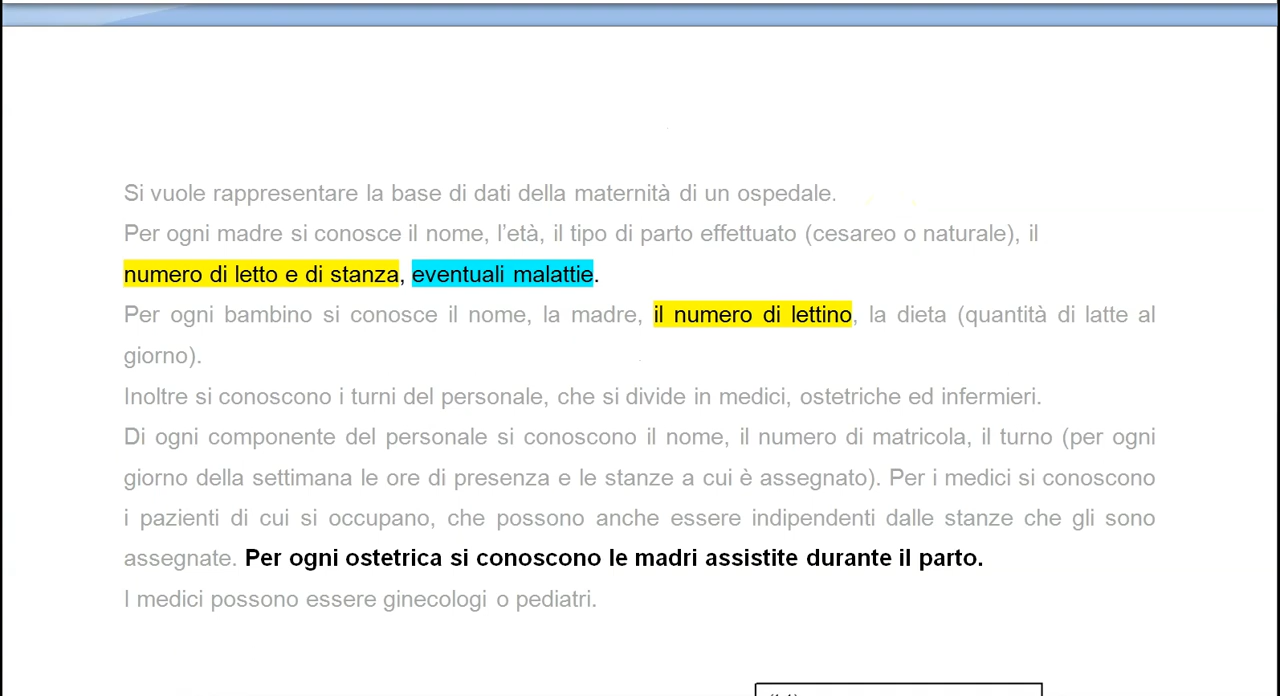 Si vuole rappresentare la base di dati della maternità di un ospedale.
Per ogni madre si conosce il nome, l’età, il tipo di parto effettuato (cesareo o naturale), il
numero di letto e di stanza, eventuali malattie.
Per ogni bambino si conosce il nome, la madre, il numero di lettino, la dieta (quantità di latte al
giorno).
Inoltre si conoscono i turni del personale, che si divide in medici, ostetriche ed infermieri.
Di ogni componente del personale si conoscono il nome, il numero di matricola, il turno (per ogni
giorno della settimana le ore di presenza e le stanze a cui è assegnato). Per i medici si conoscono
i pazienti di cui si occupano, che possono anche essere indipendenti dalle stanze che gli sono
assegnate. Per ogni ostetrica si conoscono le madri assistite durante il parto.
I medici possono essere ginecologi o pediatri.